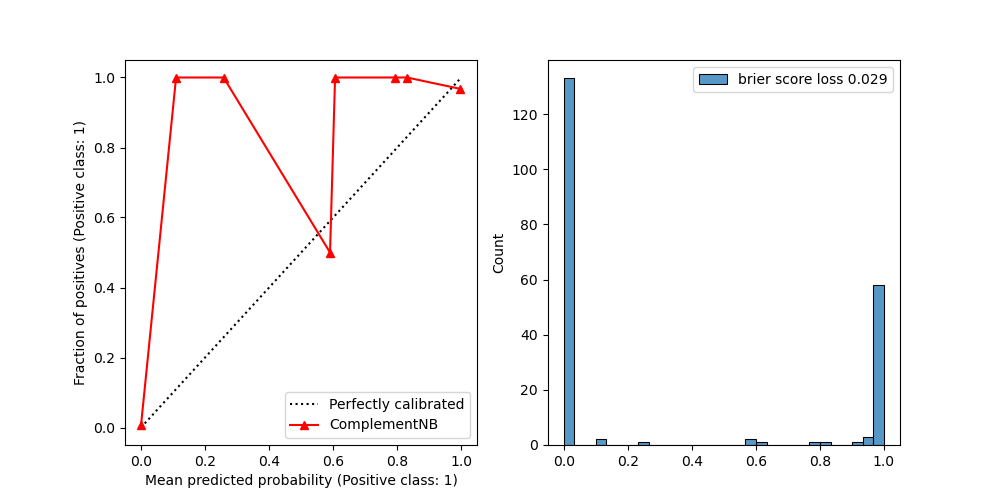 1.0
0.8
0.6
0.4
0.2
0.0
Fraction of positives (Positive class: 1)
0.0 0.2 0.4 0.6 0.8 1.0
Mean predicted probability (Positive class: 1)
Perfectly calibrated
ComplementNB
brier score loss 0.029
120
100
80
60
40
20
0
Count
0.0 0.2 0.4 0.6 0.8 1.0